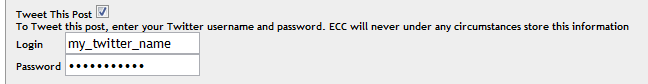 Tweet This Post
To Tweet this post, enter your Twitter username and password. ECC will never under any circumstances store this information
Login my_twitter_name
Password •••••••••••